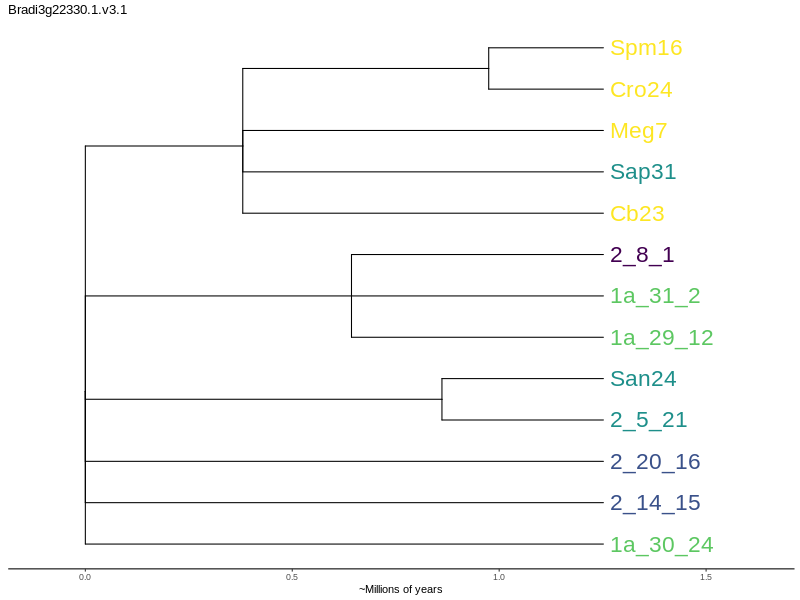 Bradi3g22330.1.v3.1
Spm16
Cro24
Meg7
Sap31
Cb23
2_8_1
1a_31_2
1a_29_12
San24
2_5_21
2_20_16
2_14_15
1a_30_24
0.0 0.5 1.0 1.5
~Millions of years